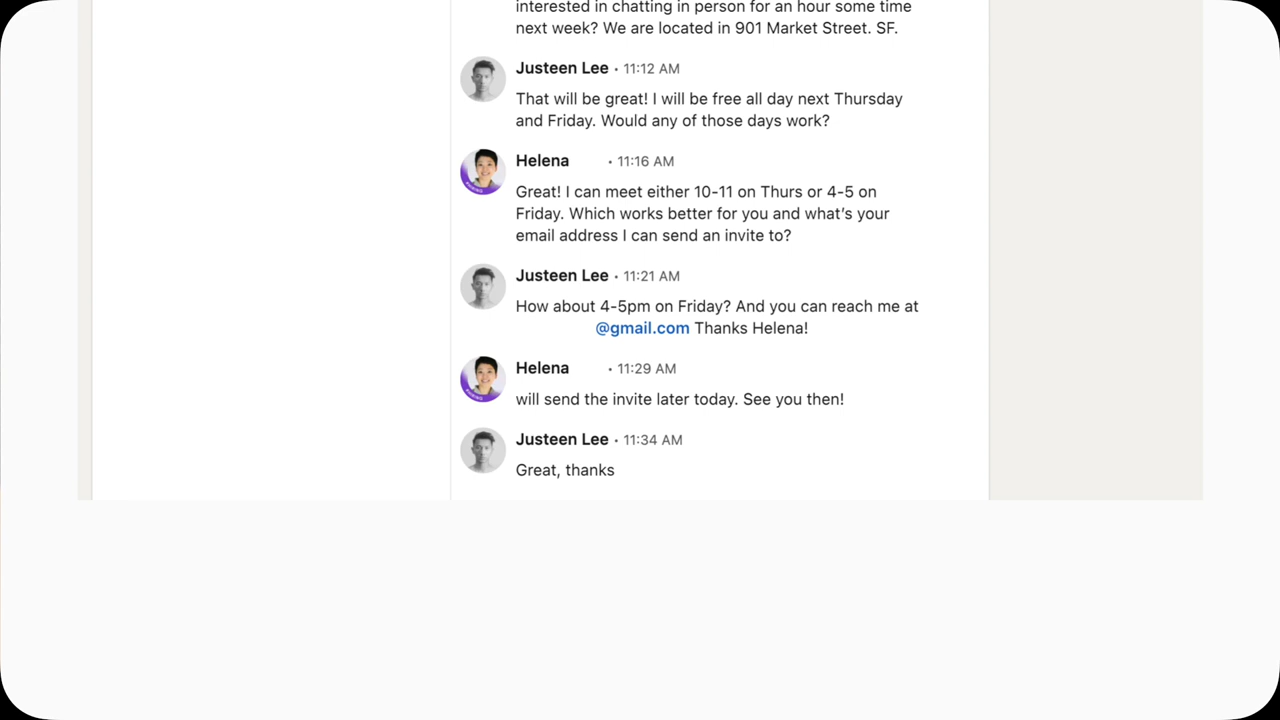 interested in chatting in person for an hour some time
next week? We are located in 901 Market Street. SF.
Justeen Lee • 11:12 AM
That will be great! I will be free all day next Thursday
and Friday. Would any of those days work?
Helena • 11:16 AM
Great! I can meet either 10-11 on Thurs or 4-5 on
Friday. Which works better for you and what's your
email address I can send an invite to?
Justeen Lee • 11:21 AM
How about 4-5pm on Friday? And you can reach me at
@gmail.com Thanks Helena!
Helena • 11:29 AM
will send the invite later today. See you then!
Justeen Lee • 11:34 AM
Great, thanks